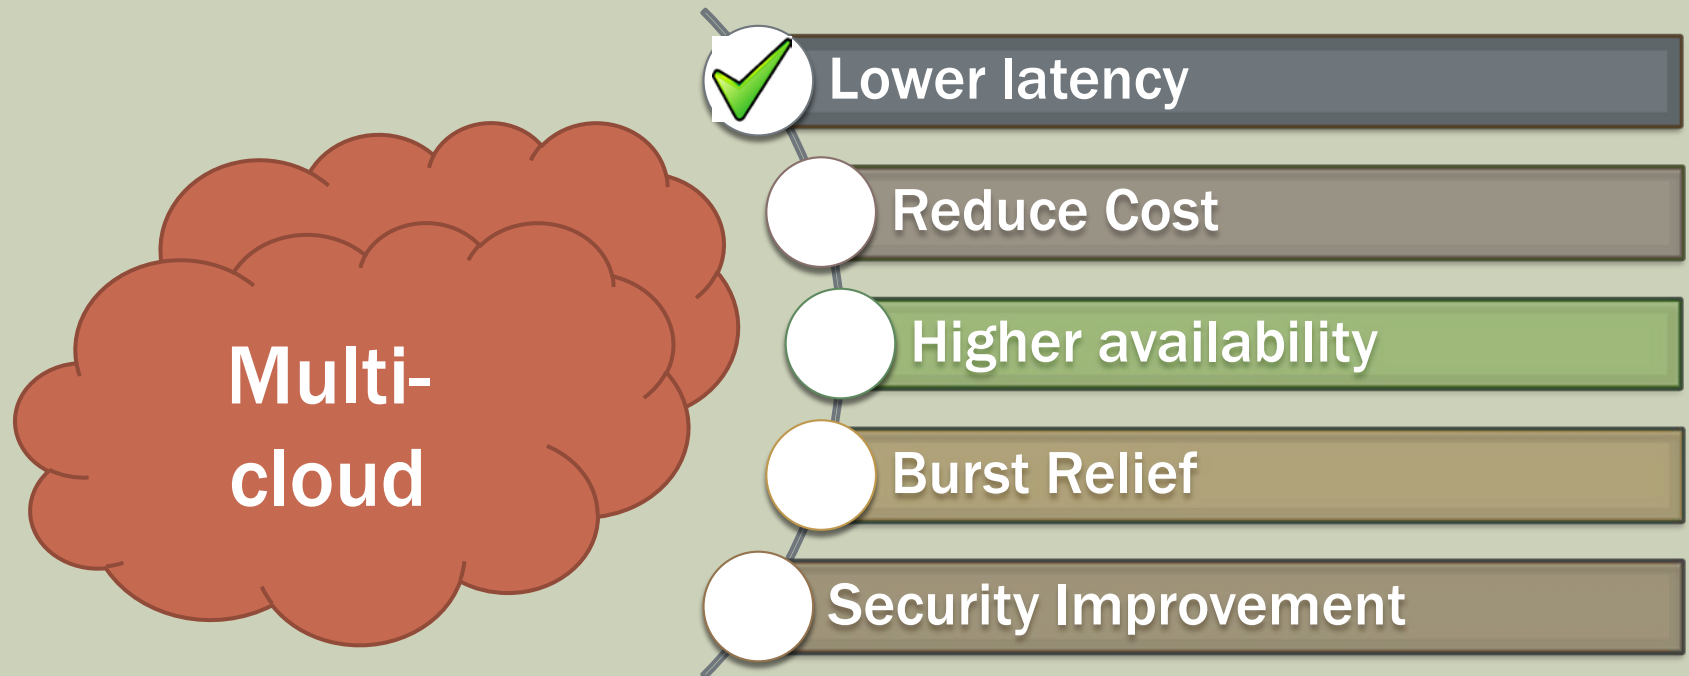 Multi-
cloud
Lower latency
Reduce Cost
Higher availability
Burst Relief
Security Improvement